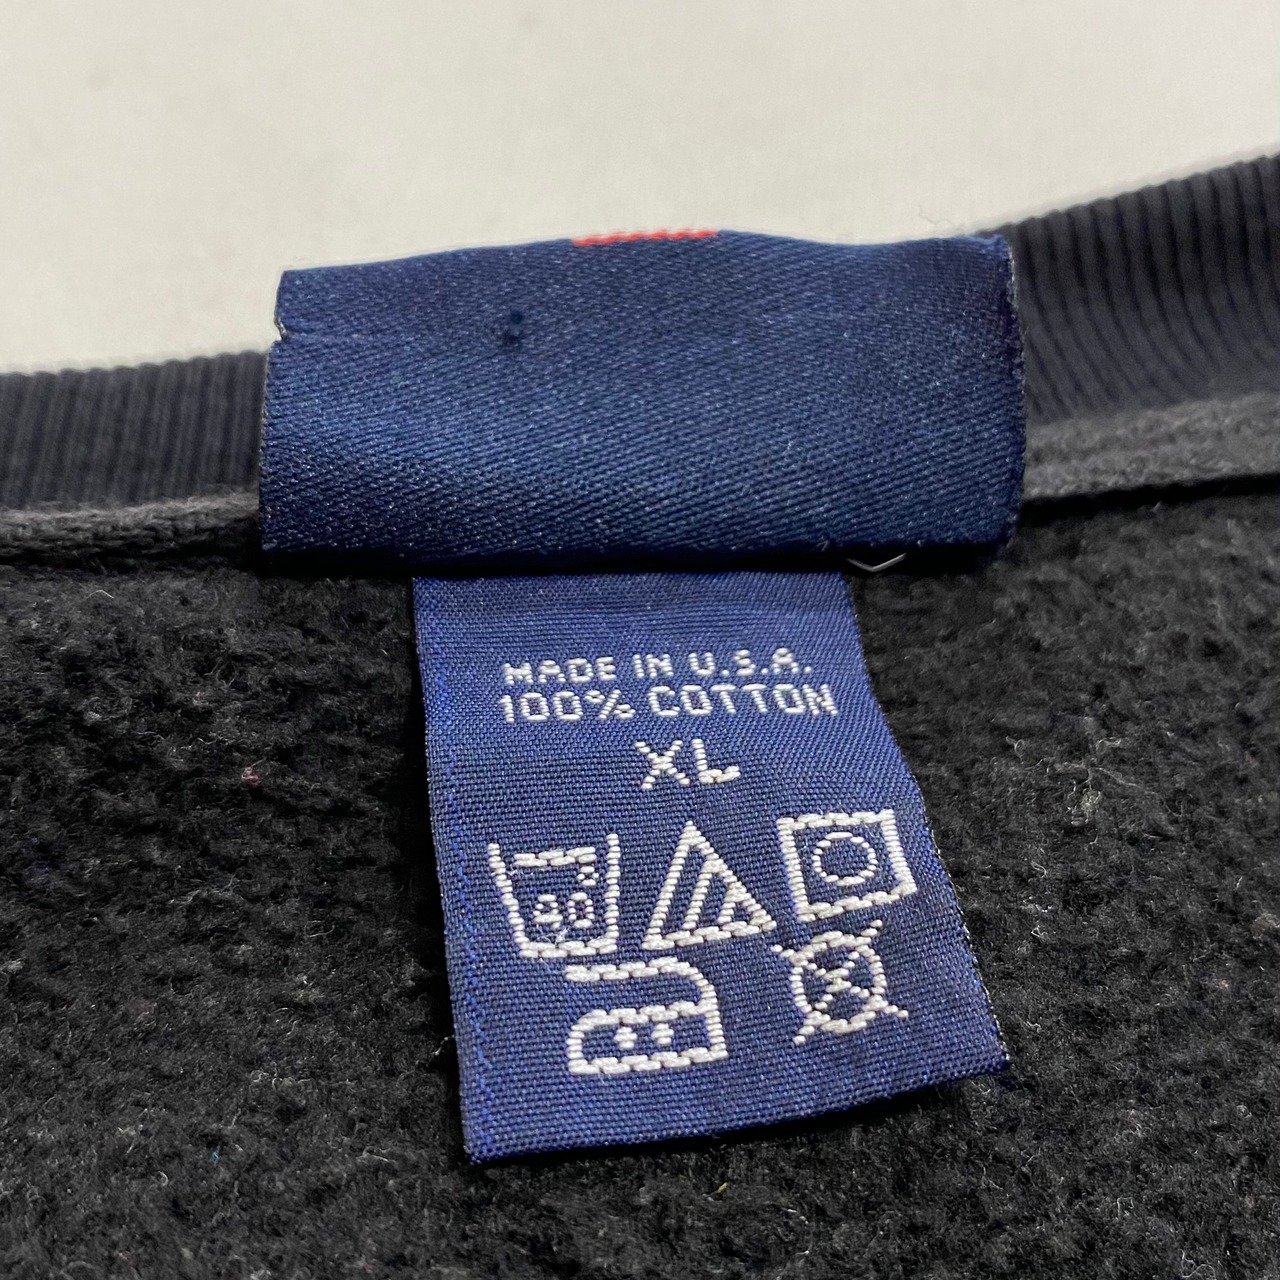 MADE IN U.S.A.
100% COTTON
XL
40